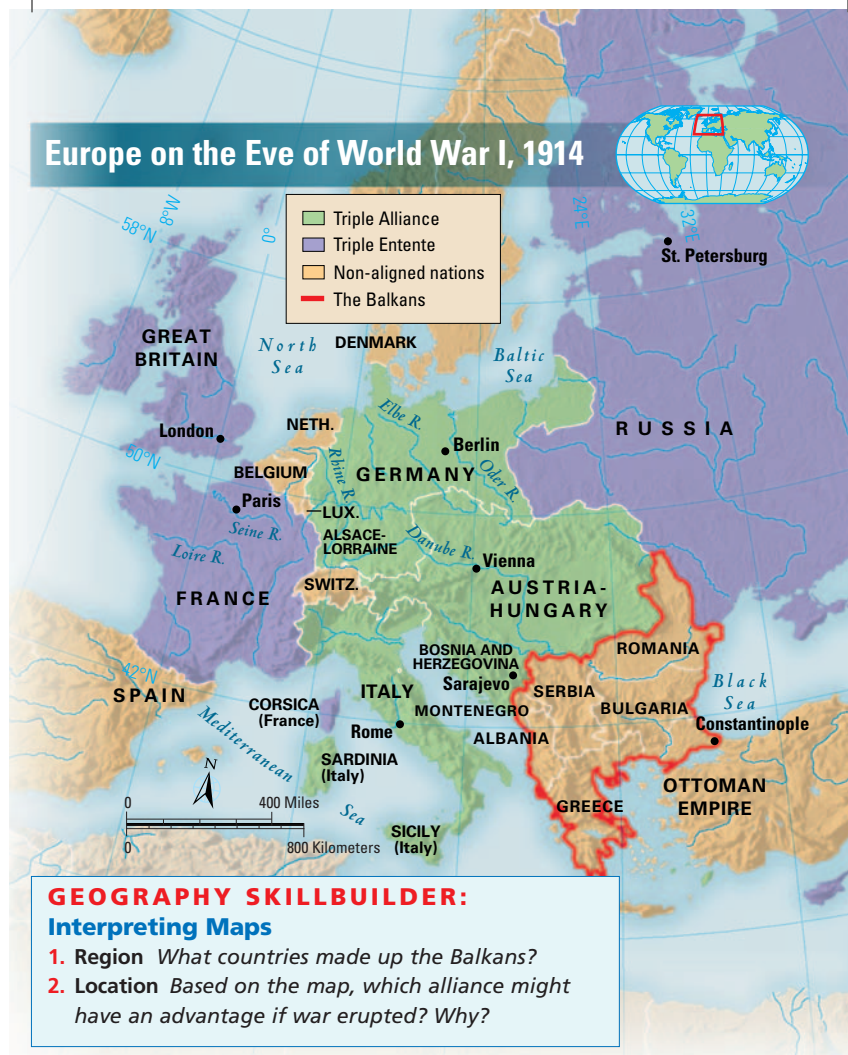 Europe on the Eve of World War I, 1914
58°N
8°W
0°
24°E
32°E
Triple Alliance
Triple Entente
Non-aligned nations
The Balkans
St. Petersburg
GREAT
BRITAIN
North
Sea
DENMARK
Baltic
Sea
London
NETH.
Elbe R.
Berlin
RUSSIA
50°N
BELGIUM
Rhine R.
GERMANY
Oder R.
Paris
Seine R.
LUX.
ALSACE-
LORRAINE
Danube R.
Vienna
Loire R.
FRANCE
SWITZ.
AUSTRIA-
HUNGARY
42°N
SPAIN
BOSNIA AND
HERZEGOVINA
Sarajevo
ROMANIA
SERBIA
Black
Sea
CORSICA
(France)
ITALY
MONTENEGRO
BULGARIA
Constantinople
Rome
ALBANIA
Mediterranean
Sea
SARDINIA
(Italy)
OTTOMAN
EMPIRE
GREECE
SICILY
(Italy)
N
0
400 Miles
0
800 Kilometers
GEOGRAPHY SKILLBUILDER:
Interpreting Maps
1. Region What countries made up the Balkans?
2. Location Based on the map, which alliance might
have an advantage if war erupted? Why?